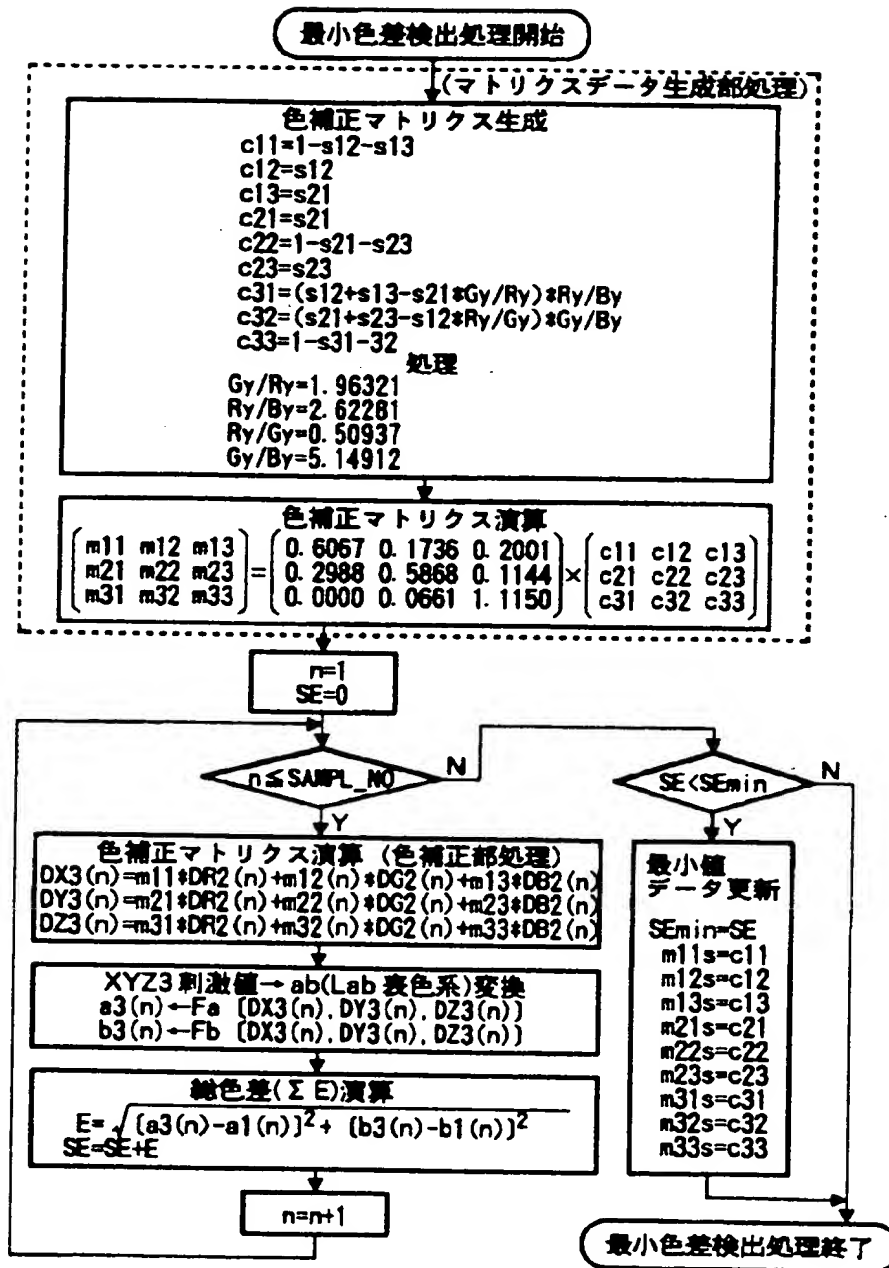 最小色差検出処理開始
(マトリクスデータ生成部処理)
色補正マトリクス生成
c11=1-s12-s13
c12=s12
c13=s21
c21=s21
c22=1-s21-s23
c23=s23
c31=(s12+s13-s21*Gy/Ry)*Ry/By
c32=(s21+s23-s12*Ry/Gy)*Gy/By
c33=1-s31-32
処理
Gy/Ry=1.96321
Ry/By=2.62281
Ry/Gy=0.50937
Gy/By=5.14912
色補正マトリクス演算
m11 m12 m13 0.6067 0.1736 0.2001 c11 c12 c13
m21 m22 m23 = 0.2988 0.5868 0.1144 × c21 c22 c23
m31 m32 m33 0.0000 0.0661 1.1150 c31 c32 c33
n=1
SE=0
n≦SAMPL_NO
N
Y
色補正マトリクス演算 (色補正部処理)
DX3(n)=m11*DR2(n)+m12(n)*DG2(n)+m13*DB2(n)
DY3(n)=m21*DR2(n)+m22(n)*DG2(n)+m23*DB2(n)
DZ3(n)=m31*DR2(n)+m32(n)*DG2(n)+m33*DB2(n)
XYZ3刺激値→ab(Lab表色系)変換
a3(n)←Fa [DX3(n),DY3(n),DZ3(n)]
b3(n)←Fb [DX3(n),DY3(n),DZ3(n)]
総色差(ΣE)演算
E=√[a3(n)-a1(n)]²+ [b3(n)-b1(n)]²
SE=SE+E
n=n+1
SE<SEmin
N
Y
最小値
データ更新
SEmin=SE
m11s=c11
m12s=c12
m13s=c13
m21s=c21
m22s=c22
m23s=c23
m31s=c31
m32s=c32
m33s=c33
最小色差検出処理終了